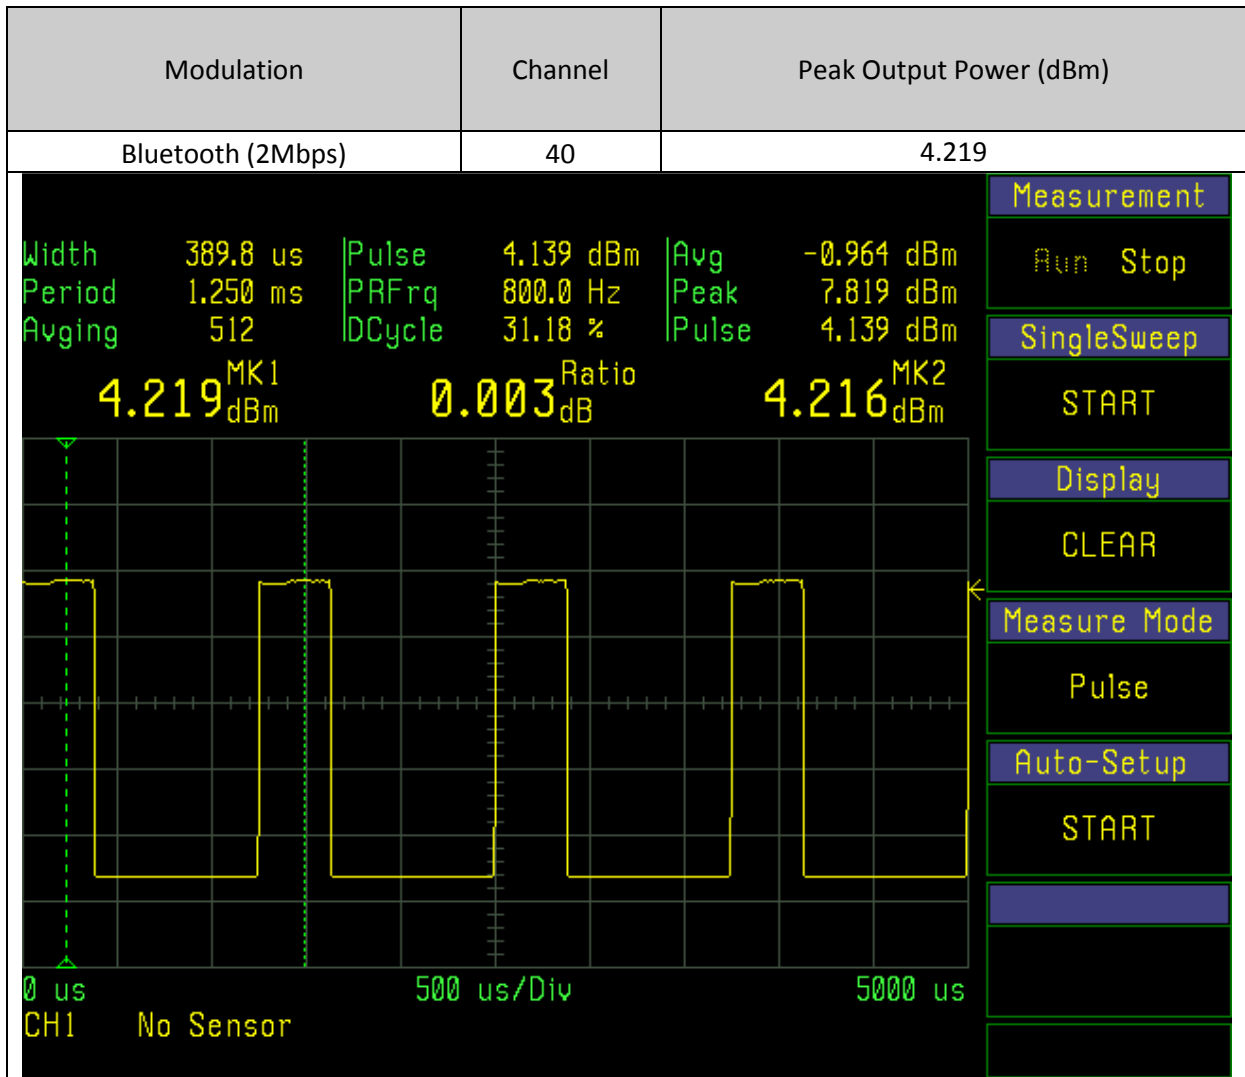 Modulation Channel Peak Output Power (dBm)
Bluetooth (2Mbps) 40 4.219
Measurement
Run Stop
Width 389.8 us Pulse 4.139 dBm Avg -0.964 dBm
Period 1.250 ms PRFrq 800.0 Hz Peak 7.819 dBm
Avging 512 DCycle 31.18 % Pulse 4.139 dBm
SingleSweep
START
MK1 Ratio MK2
4.219 dBm 0.003 dB 4.216 dBm
Display
CLEAR
Measure Mode
Pulse
Auto-Setup
START
0 us 500 us/Div 5000 us
CH1 No Sensor